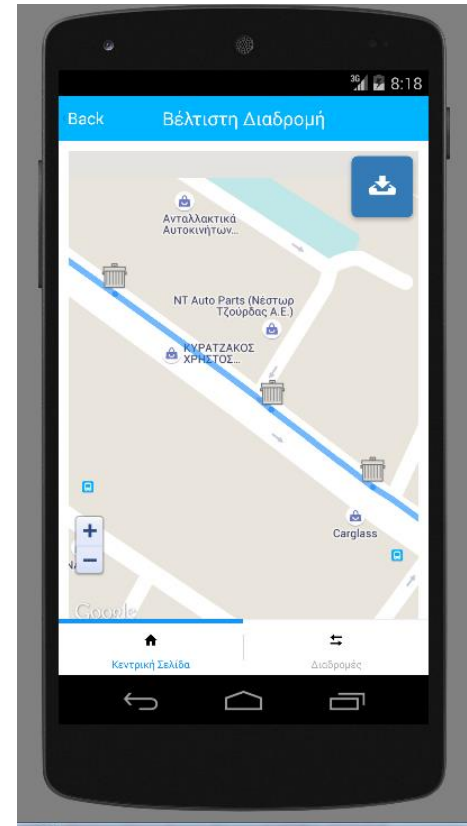 3G 8:18
Back Βέλτιστη Διαδρομή
Ανταλλακτικά
Αυτοκινήτων...
NT Auto Parts (Νέστωρ
Τζούρδας Α.Ε.)
ΚΥΡΑΤΖΑΚΟΣ
ΧΡΗΣΤΟΣ...
Carglass
+
−
Google
Κεντρική Σελίδα Διαδρομές